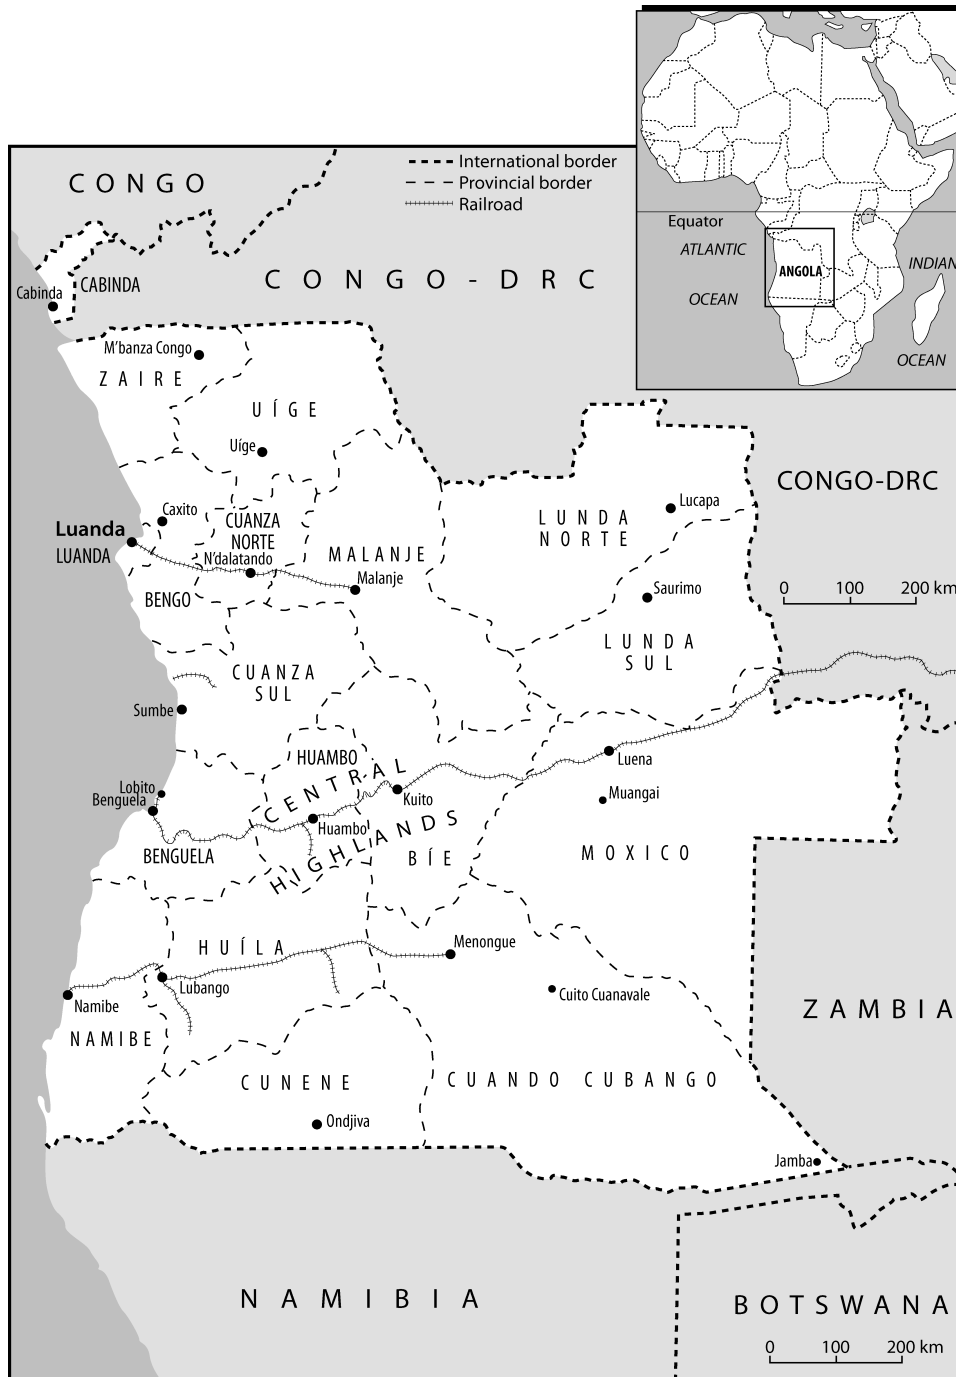 Equator
ATLANTIC
OCEAN
ANGOLA
INDIAN
OCEAN
International border
Provincial border
Railroad
CONGO
CABINDA
Cabinda
CONGO-DRC
M'banza Congo
ZAIRE
UÍGE
Uíge
CONGO-DRC
Lucapa
LUNDA
NORTE
Caxito
CUANZA
NORTE
Luanda
LUANDA
N'dalatando
MALANJE
Malanje
BENGO
Saurimo
0 100 200 km
LUNDA
SUL
CUANZA
SUL
Sumbe
HUAMBO
Luena
CENTRAL
HIGHLANDS
Lobito
Benguela
Kuito
Muangai
Huambo
BENGUELA
BÍE
MOXICO
HUÍLA
Menongue
Lubango
Cuito Cuanavale
Namibe
ZAMBIA
NAMIBE
CUNENE
CUANDO CUBANGO
Ondjiva
Jamba
NAMIBIA
BOTSWANA
0 100 200 km